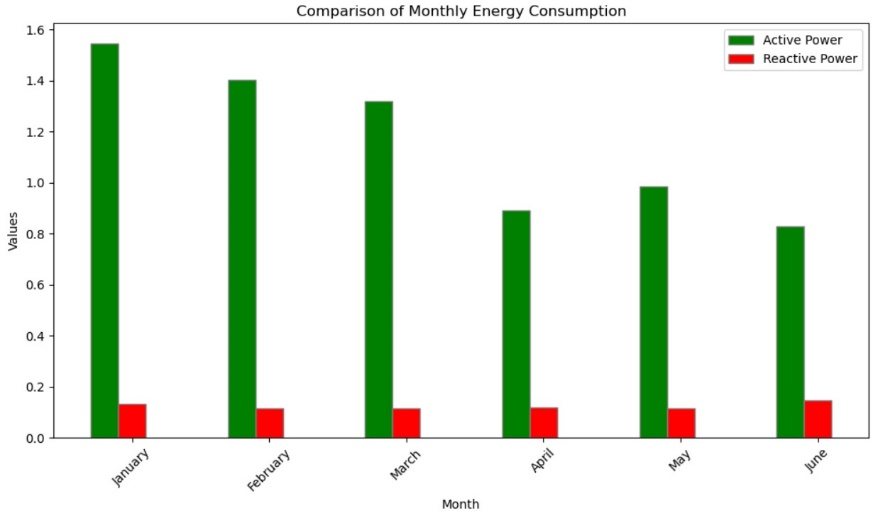 Comparison of Monthly Energy Consumption
Active Power
Reactive Power
Values
1.6
1.4
1.2
1.0
0.8
0.6
0.4
0.2
0.0
January
February
March
April
May
June
Month